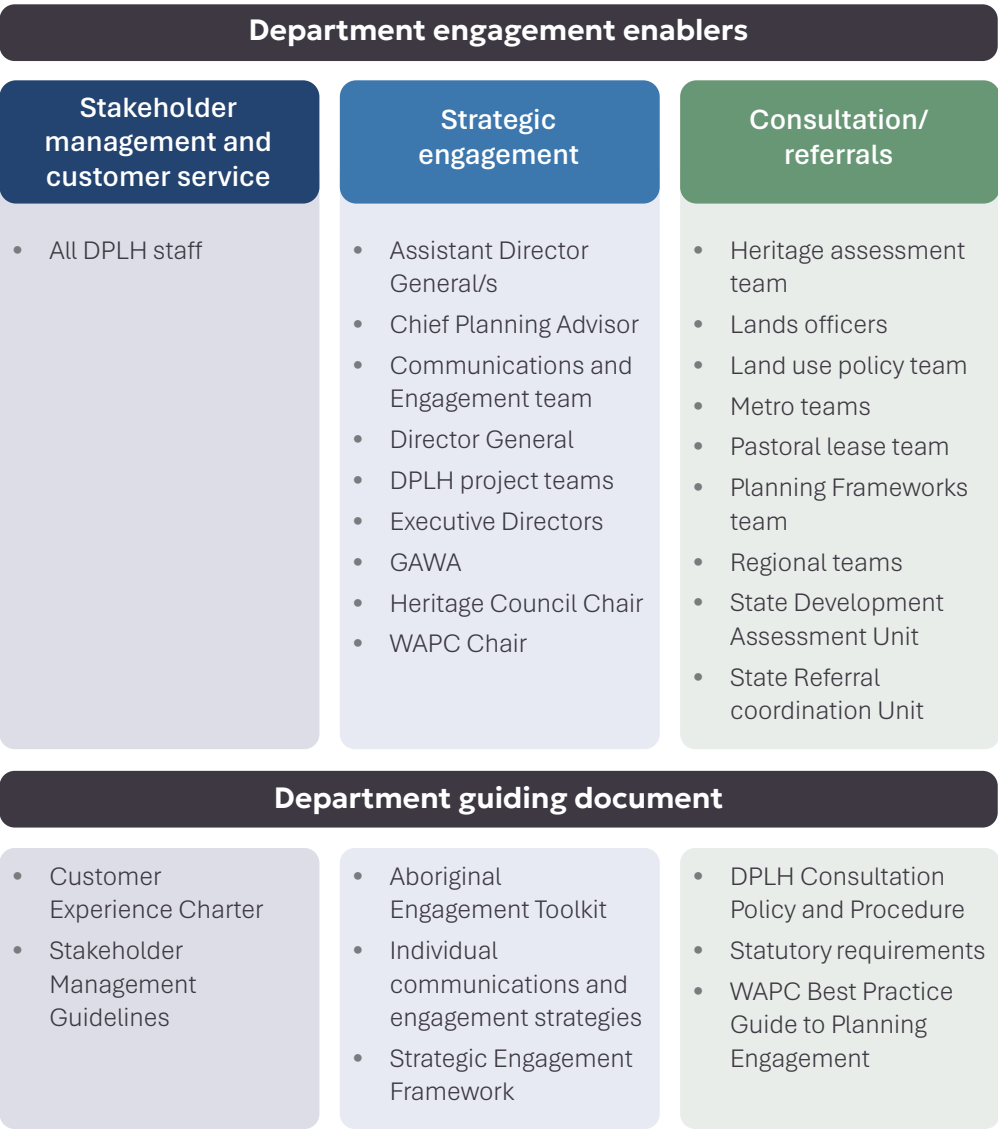 Department engagement enablers
Stakeholder
management and
customer service
• All DPLH staff
Strategic
engagement
• Assistant Director
General/s
• Chief Planning Advisor
• Communications and
Engagement team
• Director General
• DPLH project teams
• Executive Directors
• GAWA
• Heritage Council Chair
• WAPC Chair
Consultation/
referrals
• Heritage assessment
team
• Lands officers
• Land use policy team
• Metro teams
• Pastoral lease team
• Planning Frameworks
team
• Regional teams
• State Development
Assessment Unit
• State Referral
coordination Unit
Department guiding document
• Customer
Experience Charter
• Stakeholder
Management
Guidelines
• Aboriginal
Engagement Toolkit
• Individual
communications and
engagement strategies
• Strategic Engagement
Framework
• DPLH Consultation
Policy and Procedure
• Statutory requirements
• WAPC Best Practice
Guide to Planning
Engagement